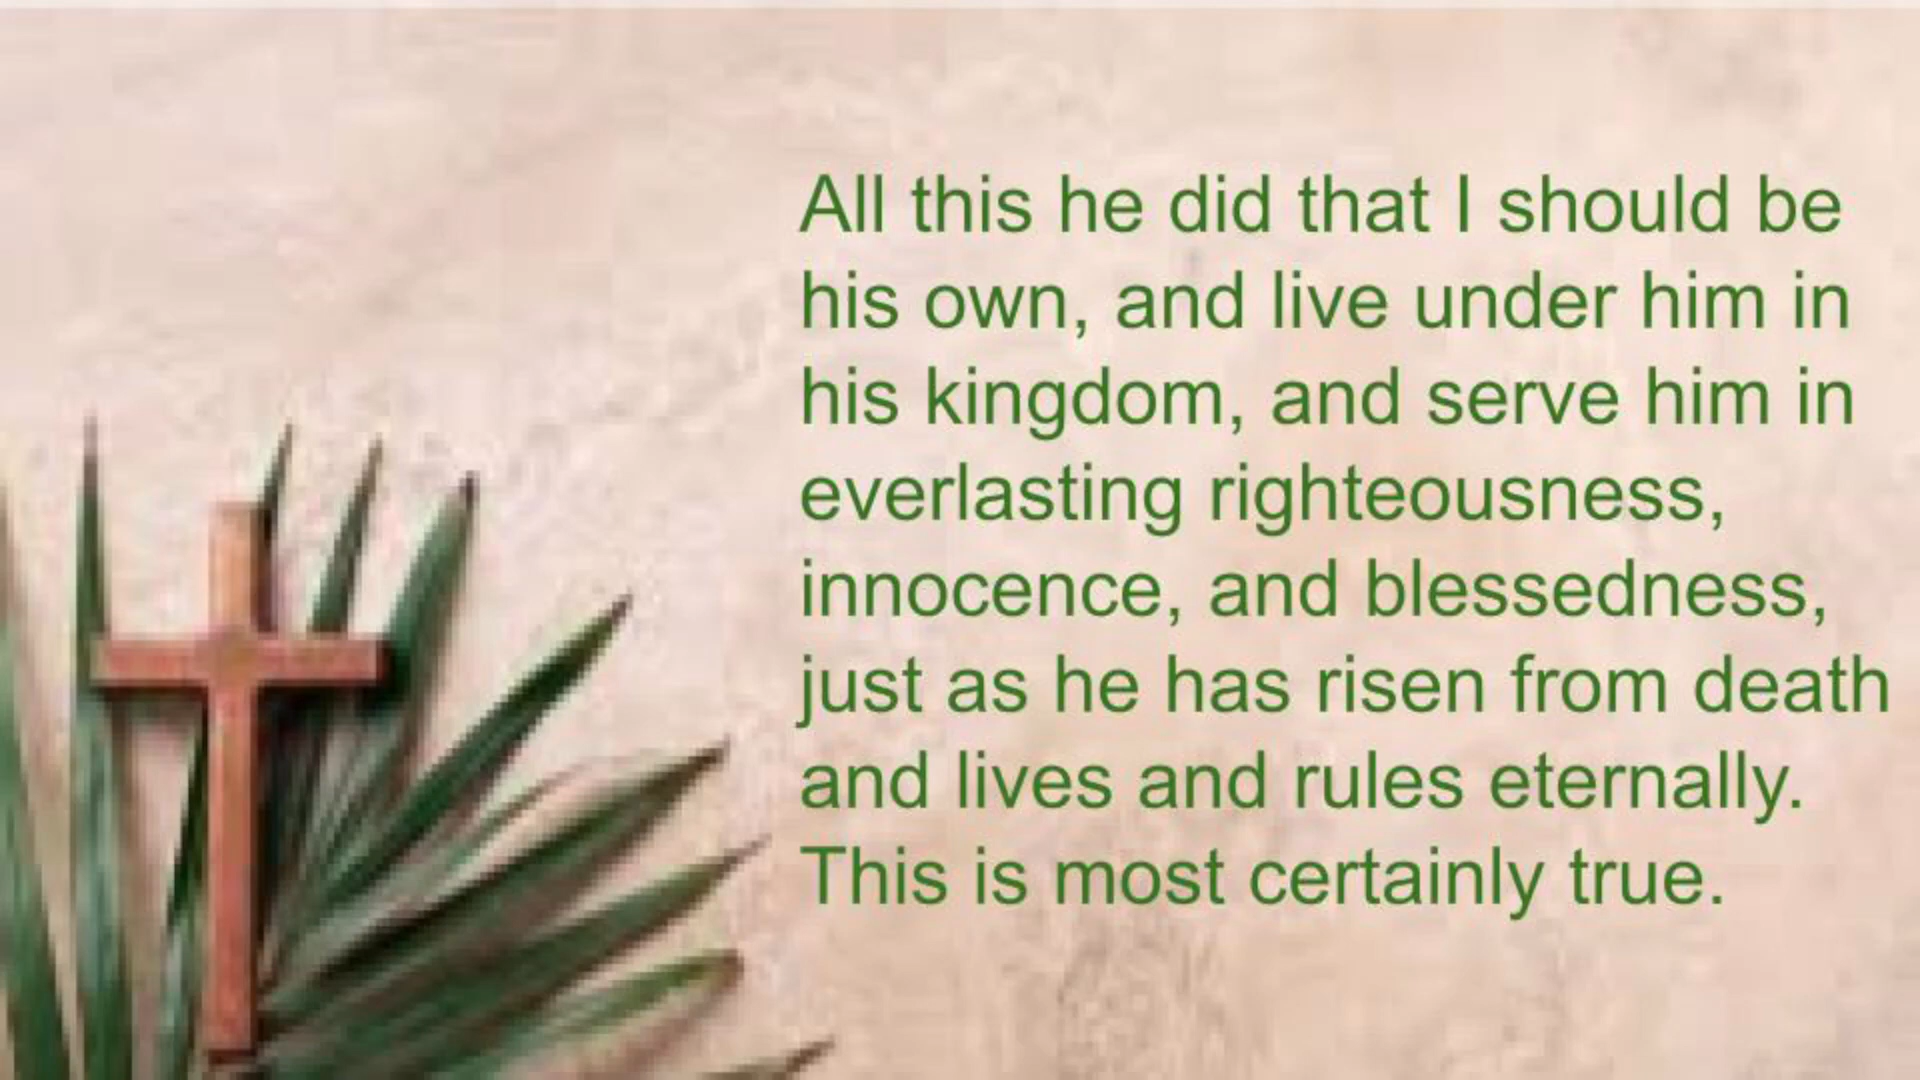 All this he did that I should be
his own, and live under him in
his kingdom, and serve him in
everlasting righteousness,
innocence, and blessedness,
just as he has risen from death
and lives and rules eternally.
This is most certainly true.